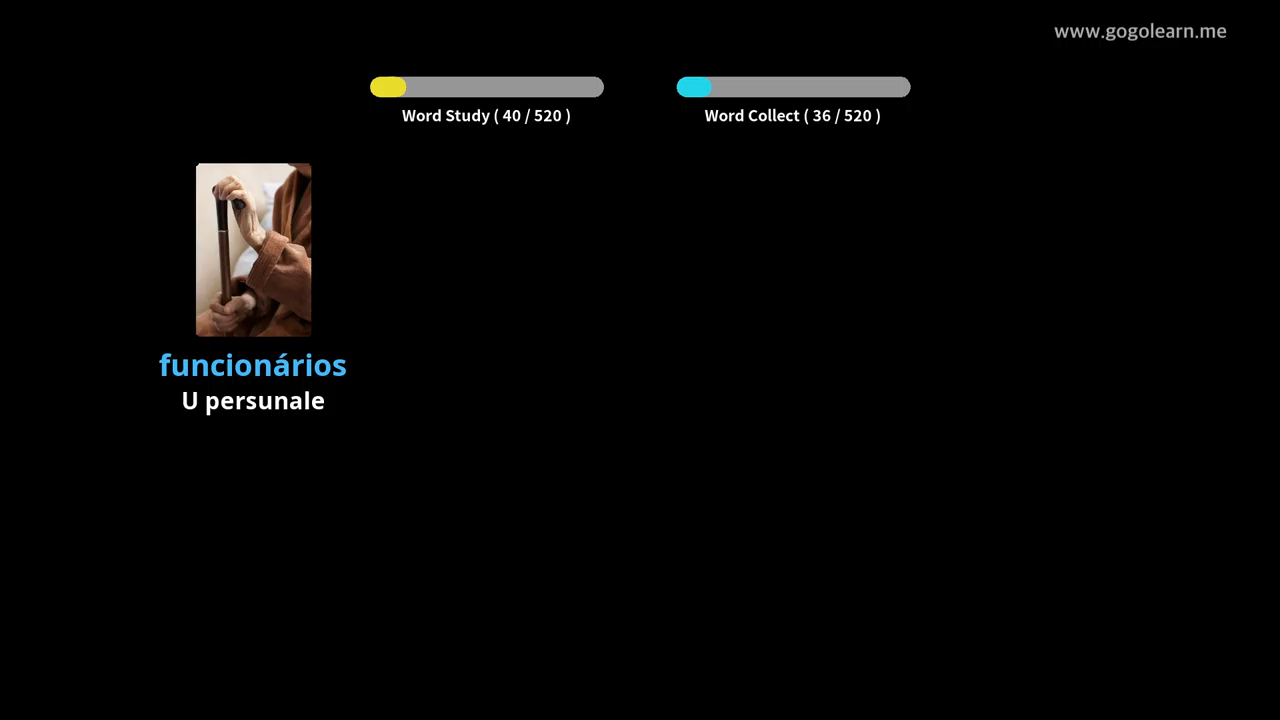 www.gogolearn.me
Word Study ( 40 / 520 )
Word Collect ( 36 / 520 )
funcionários
U persunale